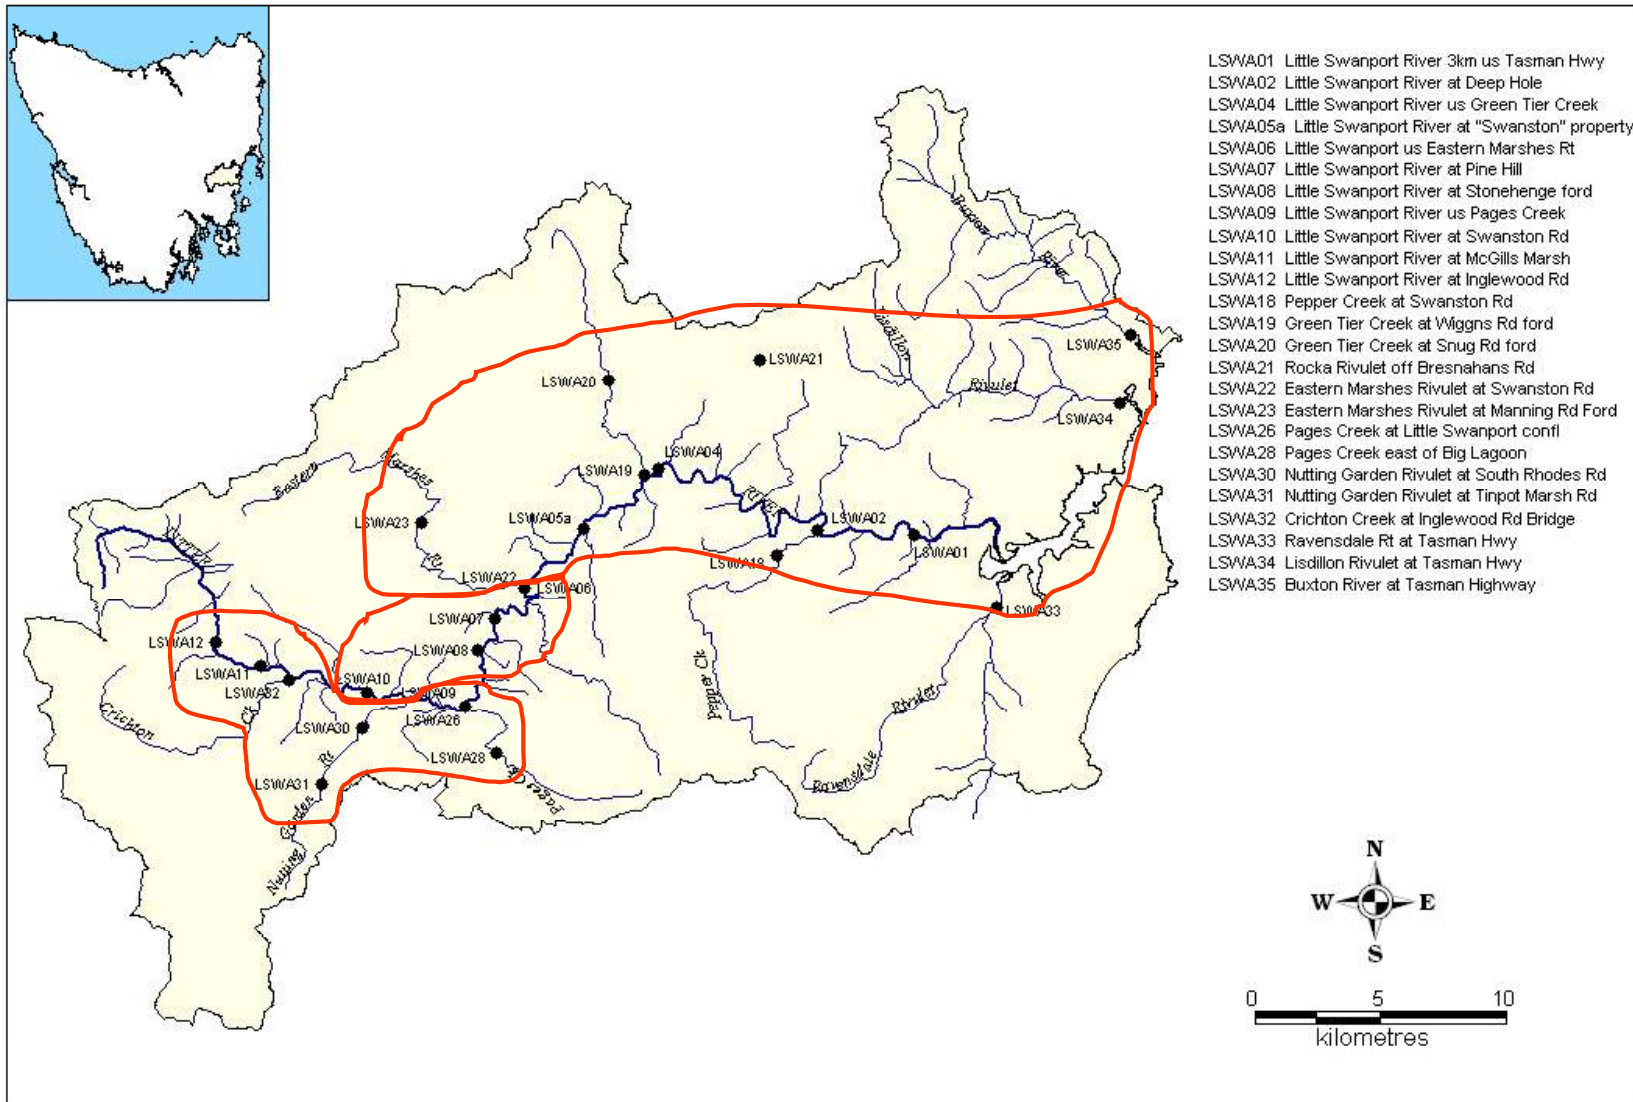 LSWA01 Little Swanport River 3km us Tasman Hwy
LSWA02 Little Swanport River at Deep Hole
LSWA04 Little Swanport River us Green Tier Creek
LSWA05a Little Swanport River at "Swanston" property
LSWA06 Little Swanport us Eastern Marshes Rt
LSWA07 Little Swanport River at Pine Hill
LSWA08 Little Swanport River at Stonehenge ford
LSWA09 Little Swanport River us Pages Creek
LSWA10 Little Swanport River at Swanston Rd
LSWA11 Little Swanport River at McGills Marsh
LSWA12 Little Swanport River at Inglewood Rd
LSWA18 Pepper Creek at Swanston Rd
LSWA19 Green Tier Creek at Wiggns Rd ford
LSWA20 Green Tier Creek at Snug Rd ford
LSWA21 Rocka Rivulet off Bresnahans Rd
LSWA22 Eastern Marshes Rivulet at Swanston Rd
LSWA23 Eastern Marshes Rivulet at Manning Rd Ford
LSWA26 Pages Creek at Little Swanport confl
LSWA28 Pages Creek east of Big Lagoon
LSWA30 Nutting Garden Rivulet at South Rhodes Rd
LSWA31 Nutting Garden Rivulet at Tinpot Marsh Rd
LSWA32 Crichton Creek at Inglewood Rd Bridge
LSWA33 Ravensdale Rt at Tasman Hwy
LSWA34 Lisdillon Rivulet at Tasman Hwy
LSWA35 Buxton River at Tasman Highway
Buxton
River
Lisdillon
Rivulet
LSWA35
LSWA21
LSWA20
LSWA34
LSWA04
LSWA19
Eastern
Marshes
Rt
RIVER
LSWA23
LSWA05a
LSWA02
LSWA01
LSWA18
LSWA22
LSWA06
LSWA33
LSWA07
LSWA12
LSWA08
LSWA11
LSWA32
LSWA10
LSWA09
LSWA26
LSWA30
LSWA28
LSWA31
Crichton
Ck
Pepper Ck
Ravensdale
Rivulet
Pages Ck
Garden
Rt
N
W E
S
0 5 10
kilometres